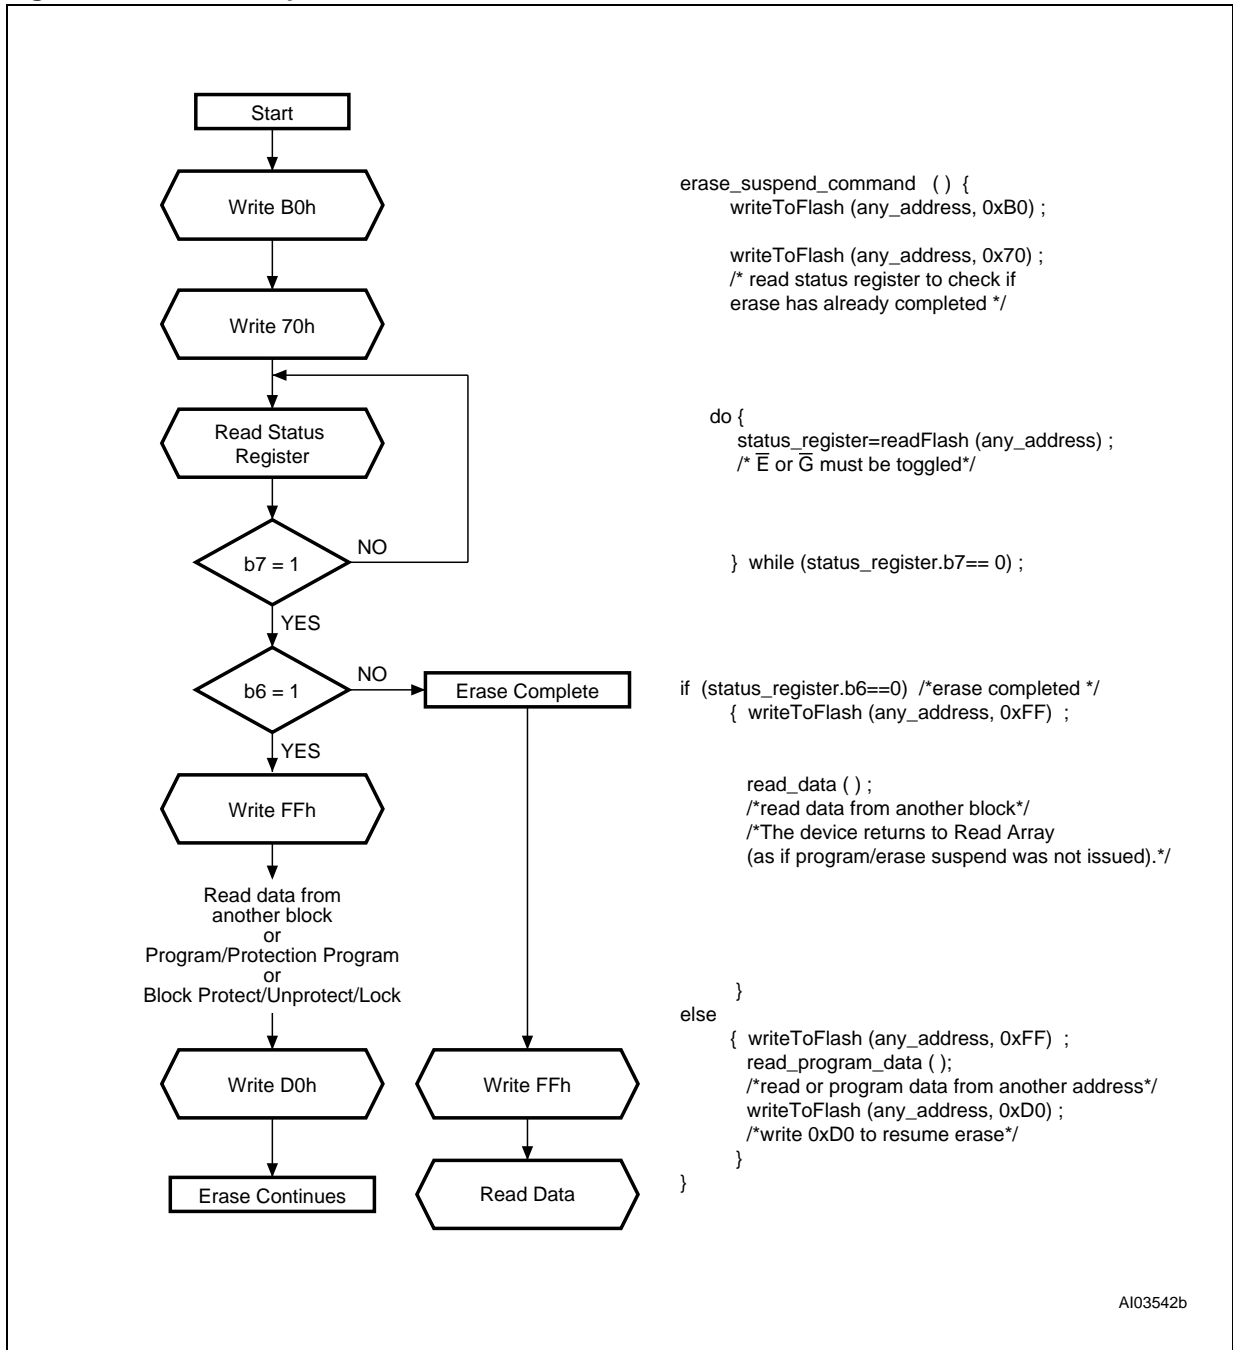 Start
Write B0h
Write 70h
Read Status
Register
b7 = 1
NO
YES
b6 = 1
NO
Erase Complete
YES
Write FFh
Read data from
another block
or
Program/Protection Program
or
Block Protect/Unprotect/Lock
Write D0h
Write FFh
Erase Continues
Read Data
erase_suspend_command ( ) {
writeToFlash (any_address, 0xB0) ;
writeToFlash (any_address, 0x70) ;
/* read status register to check if
erase has already completed */
do {
status_register=readFlash (any_address) ;
/* E̅ or G̅ must be toggled*/
} while (status_register.b7== 0) ;
if (status_register.b6==0) /*erase completed */
{ writeToFlash (any_address, 0xFF) ;
read_data ( ) ;
/*read data from another block*/
/*The device returns to Read Array
(as if program/erase suspend was not issued).*/
}
else
{ writeToFlash (any_address, 0xFF) ;
read_program_data ( );
/*read or program data from another address*/
writeToFlash (any_address, 0xD0) ;
/*write 0xD0 to resume erase*/
}
}
AI03542b